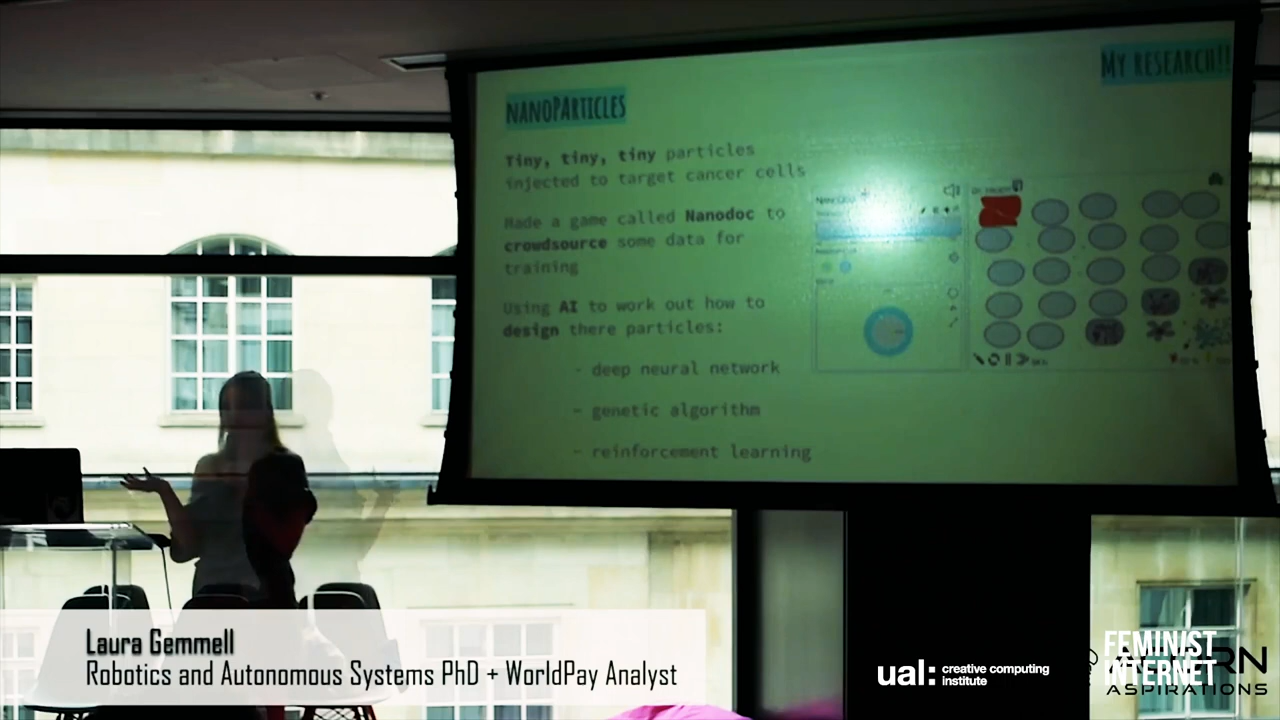 MY RESEARCH!!
NANOPARTICLES
Tiny, tiny, tiny particles
injected to target cancer cells
Made a game called Nanodoc to
crowdsource some data for
training
Using AI to work out how to
design there particles:
- deep neural network
- genetic algorithm
- reinforcement learning
Laura Gemmell
Robotics and Autonomous Systems PhD + WorldPay Analyst
ual: creative computing
institute
FEMINIST
INTERNET
ASPIRATIONS